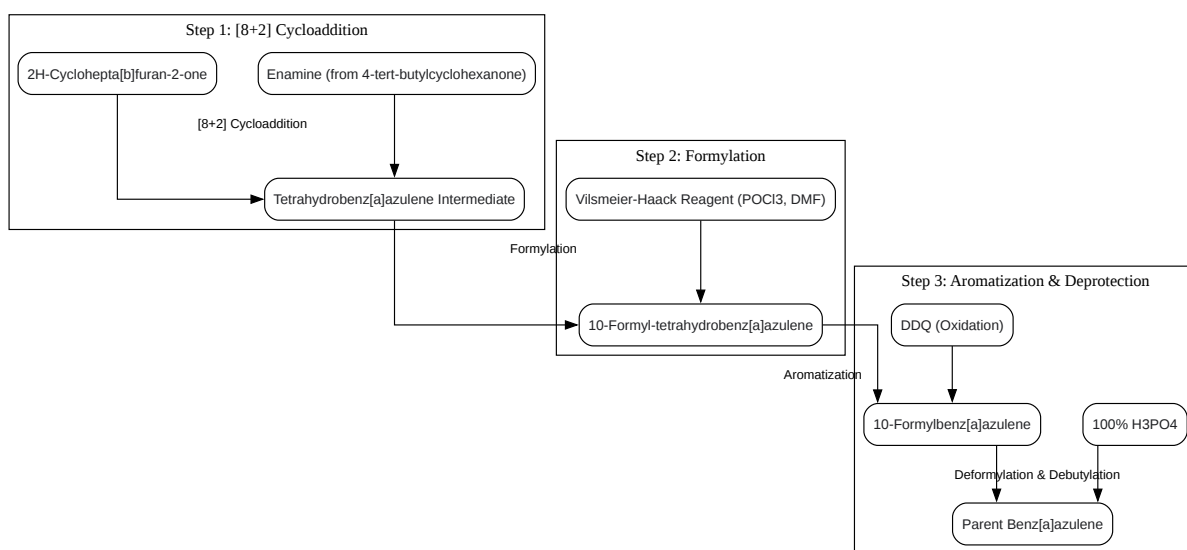 Step 1: [8+2] Cycloaddition
2H-Cyclohepta[b]furan-2-one
Enamine (from 4-tert-butylcyclohexanone)
[8+2] Cycloaddition
Tetrahydrobenz[a]azulene Intermediate
Step 2: Formylation
Vilsmeier-Haack Reagent (POCl3, DMF)
Formylation
10-Formyl-tetrahydrobenz[a]azulene
Step 3: Aromatization & Deprotection
DDQ (Oxidation)
Aromatization
10-Formylbenz[a]azulene
100% H3PO4
Deformylation & Debutylation
Parent Benz[a]azulene